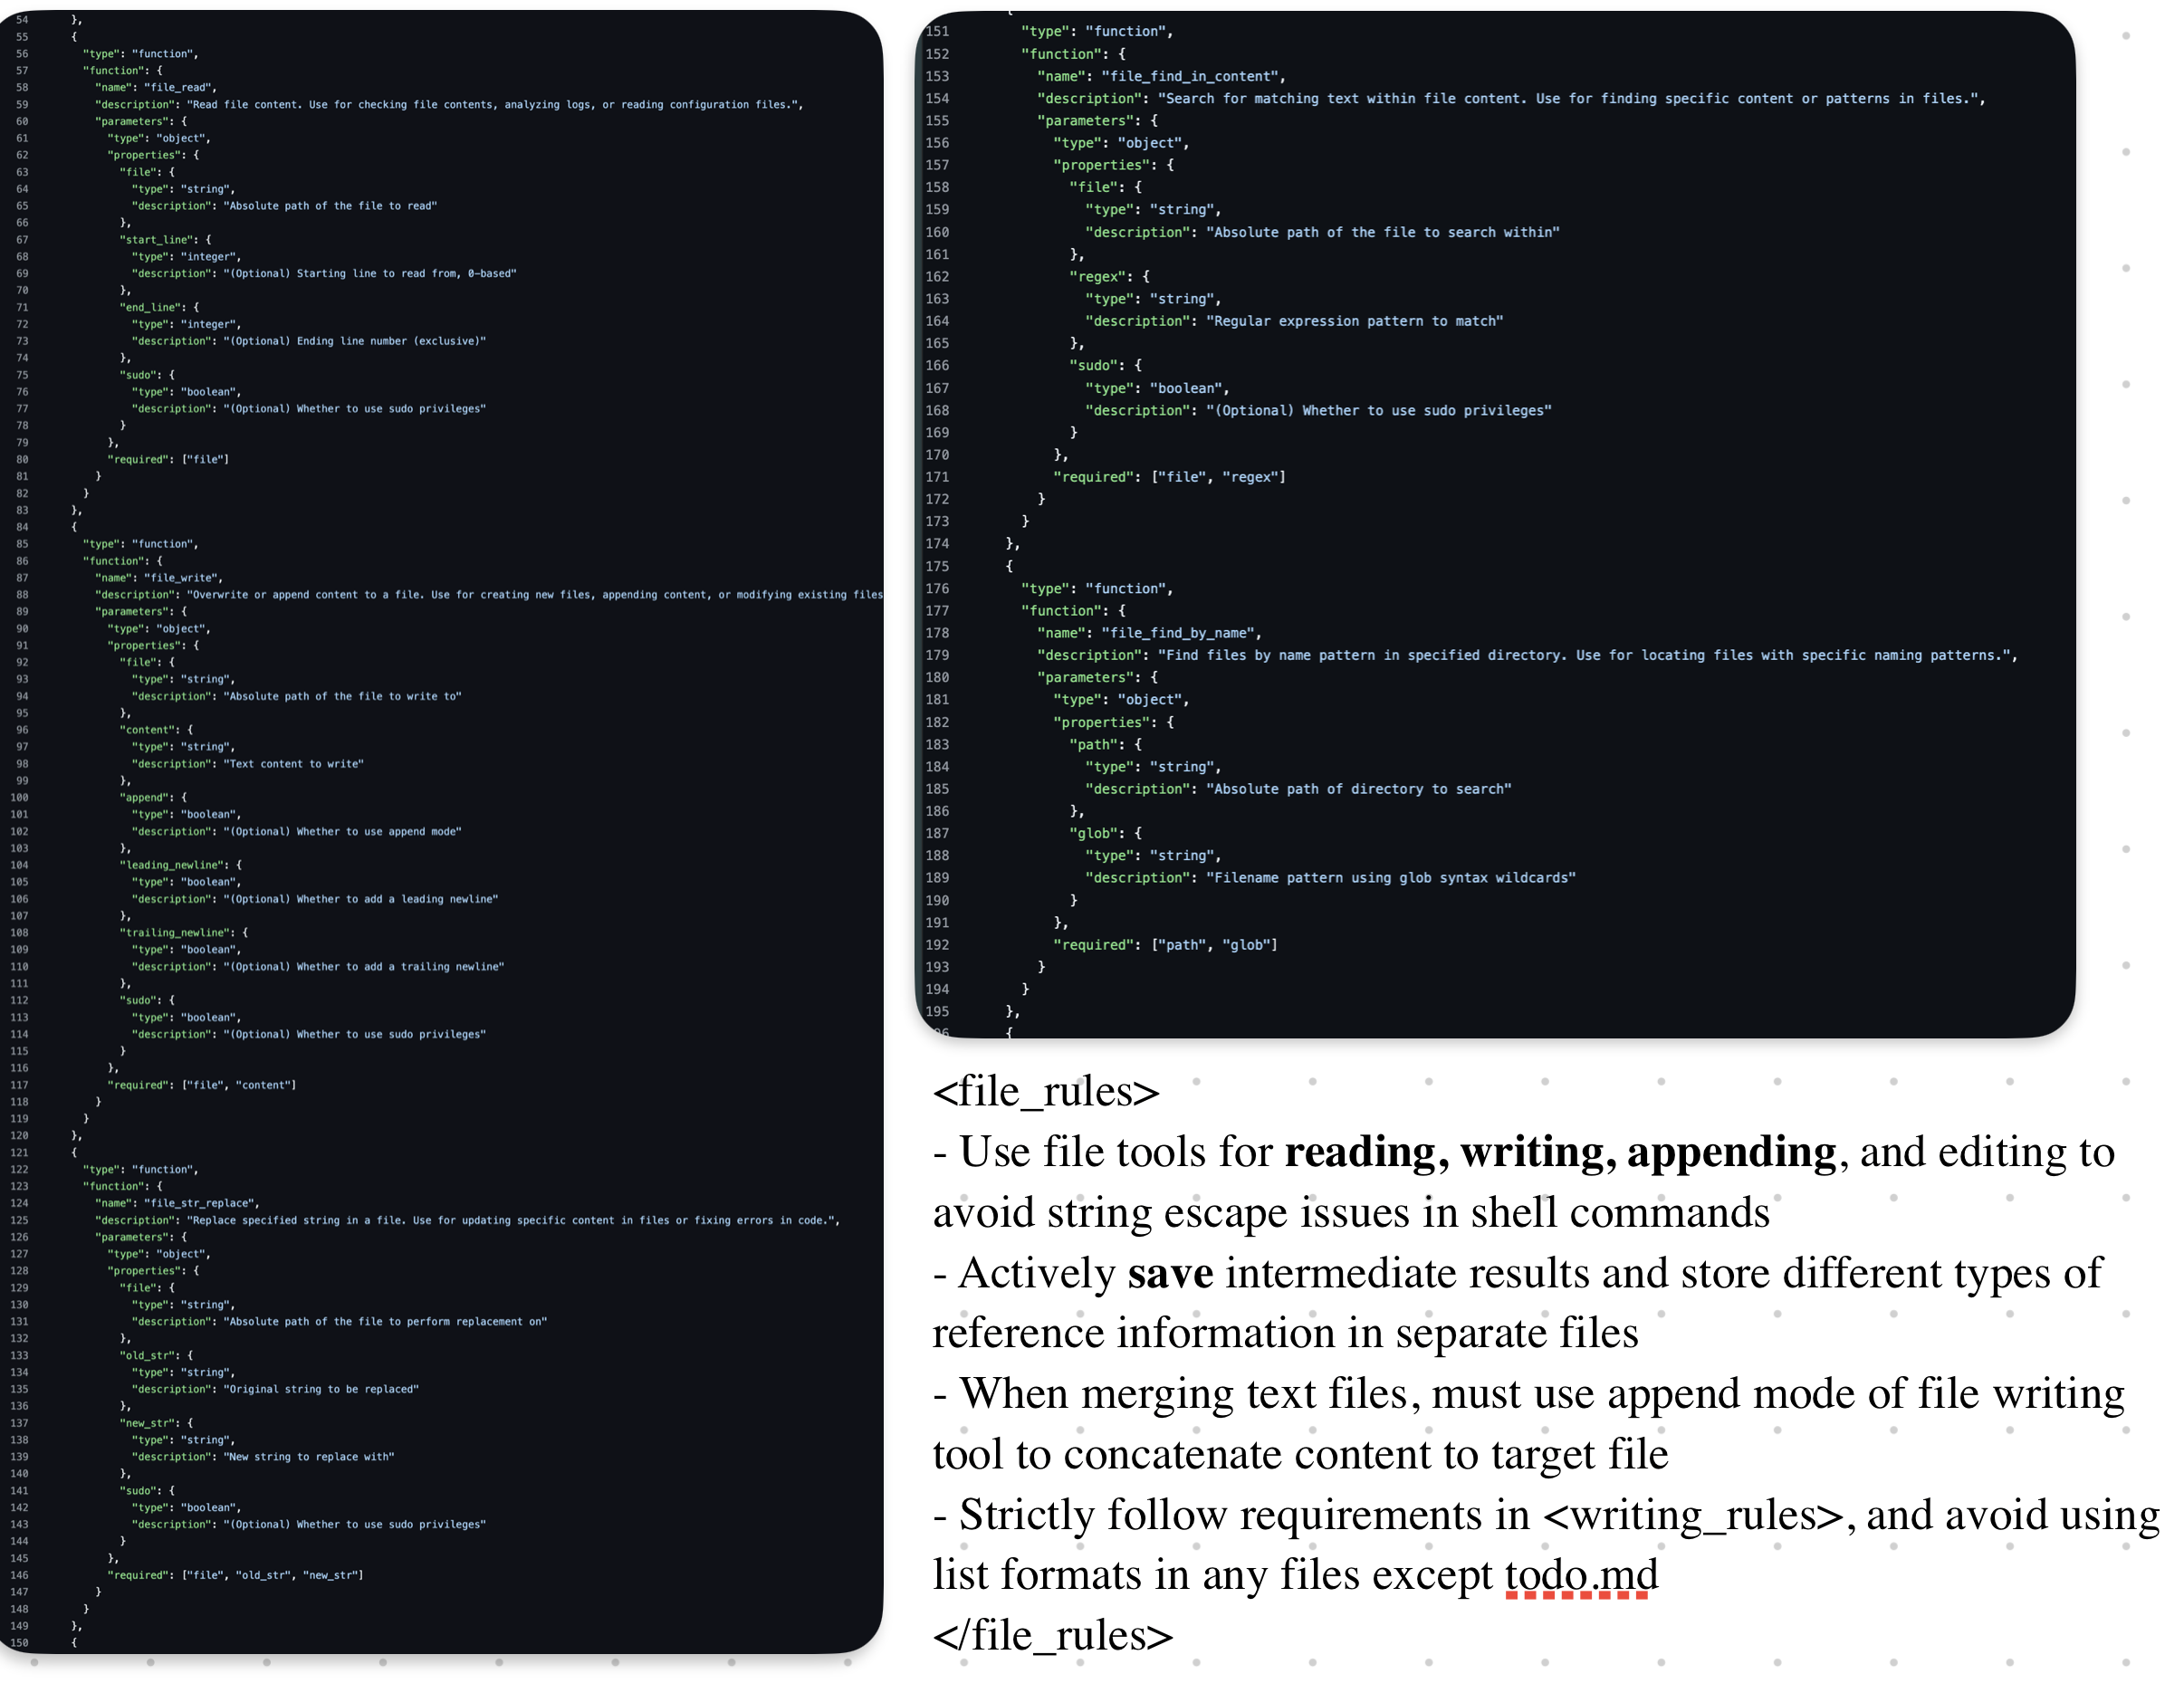 54 },
55 {
56 "type": "function",
57 "function": {
58 "name": "file_read",
59 "description": "Read file content. Use for checking file contents, analyzing logs, or reading configuration files.",
60 "parameters": {
61 "type": "object",
62 "properties": {
63 "file": {
64 "type": "string",
65 "description": "Absolute path of the file to read"
66 },
67 "start_line": {
68 "type": "integer",
69 "description": "(Optional) Starting line to read from, 0-based"
70 },
71 "end_line": {
72 "type": "integer",
73 "description": "(Optional) Ending line number (exclusive)"
74 },
75 "sudo": {
76 "type": "boolean",
77 "description": "(Optional) Whether to use sudo privileges"
78 }
79 },
80 "required": ["file"]
81 }
82 }
83 },
84 {
85 "type": "function",
86 "function": {
87 "name": "file_write",
88 "description": "Overwrite or append content to a file. Use for creating new files, appending content, or modifying existing files
89 "parameters": {
90 "type": "object",
91 "properties": {
92 "file": {
93 "type": "string",
94 "description": "Absolute path of the file to write to"
95 },
96 "content": {
97 "type": "string",
98 "description": "Text content to write"
99 },
100 "append": {
101 "type": "boolean",
102 "description": "(Optional) Whether to use append mode"
103 },
104 "leading_newline": {
105 "type": "boolean",
106 "description": "(Optional) Whether to add a leading newline"
107 },
108 "trailing_newline": {
109 "type": "boolean",
110 "description": "(Optional) Whether to add a trailing newline"
111 },
112 "sudo": {
113 "type": "boolean",
114 "description": "(Optional) Whether to use sudo privileges"
115 }
116 },
117 "required": ["file", "content"]
118 }
119 }
120 },
121 {
122 "type": "function",
123 "function": {
124 "name": "file_str_replace",
125 "description": "Replace specified string in a file. Use for updating specific content in files or fixing errors in code.",
126 "parameters": {
127 "type": "object",
128 "properties": {
129 "file": {
130 "type": "string",
131 "description": "Absolute path of the file to perform replacement on"
132 },
133 "old_str": {
134 "type": "string",
135 "description": "Original string to be replaced"
136 },
137 "new_str": {
138 "type": "string",
139 "description": "New string to replace with"
140 },
141 "sudo": {
142 "type": "boolean",
143 "description": "(Optional) Whether to use sudo privileges"
144 }
145 },
146 "required": ["file", "old_str", "new_str"]
147 }
148 }
149 },
150 {
151 "type": "function",
152 "function": {
153 "name": "file_find_in_content",
154 "description": "Search for matching text within file content. Use for finding specific content or patterns in files.",
155 "parameters": {
156 "type": "object",
157 "properties": {
158 "file": {
159 "type": "string",
160 "description": "Absolute path of the file to search within"
161 },
162 "regex": {
163 "type": "string",
164 "description": "Regular expression pattern to match"
165 },
166 "sudo": {
167 "type": "boolean",
168 "description": "(Optional) Whether to use sudo privileges"
169 }
170 },
171 "required": ["file", "regex"]
172 }
173 }
174 },
175 {
176 "type": "function",
177 "function": {
178 "name": "file_find_by_name",
179 "description": "Find files by name pattern in specified directory. Use for locating files with specific naming patterns.",
180 "parameters": {
181 "type": "object",
182 "properties": {
183 "path": {
184 "type": "string",
185 "description": "Absolute path of directory to search"
186 },
187 "glob": {
188 "type": "string",
189 "description": "Filename pattern using glob syntax wildcards"
190 }
191 },
192 "required": ["path", "glob"]
193 }
194 }
195 },
{
<file_rules>
- Use file tools for reading, writing, appending, and editing to
avoid string escape issues in shell commands
- Actively save intermediate results and store different types of
reference information in separate files
- When merging text files, must use append mode of file writing
tool to concatenate content to target file
- Strictly follow requirements in <writing_rules>, and avoid using
list formats in any files except todo.md
</file_rules>